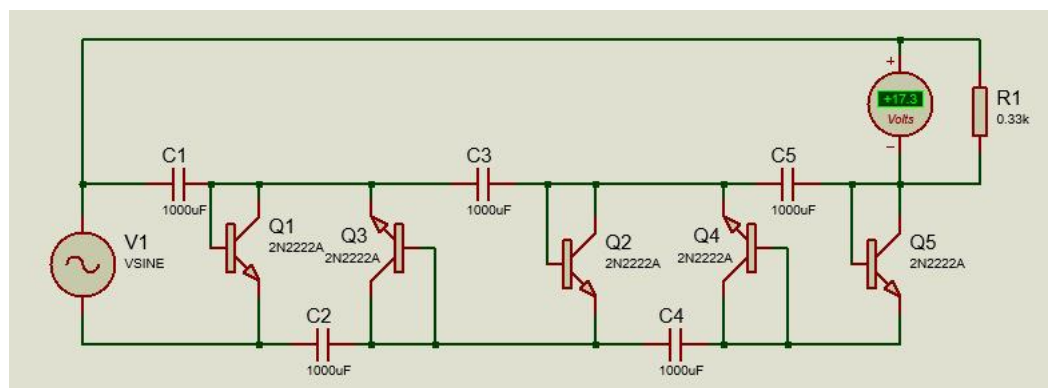 +
+17.3
Volts
−
R1
0.33k
C1
1000uF
C3
1000uF
C5
1000uF
V1
VSINE
Q1
2N2222A
Q3
2N2222A
Q2
2N2222A
Q4
2N2222A
Q5
2N2222A
C2
1000uF
C4
1000uF